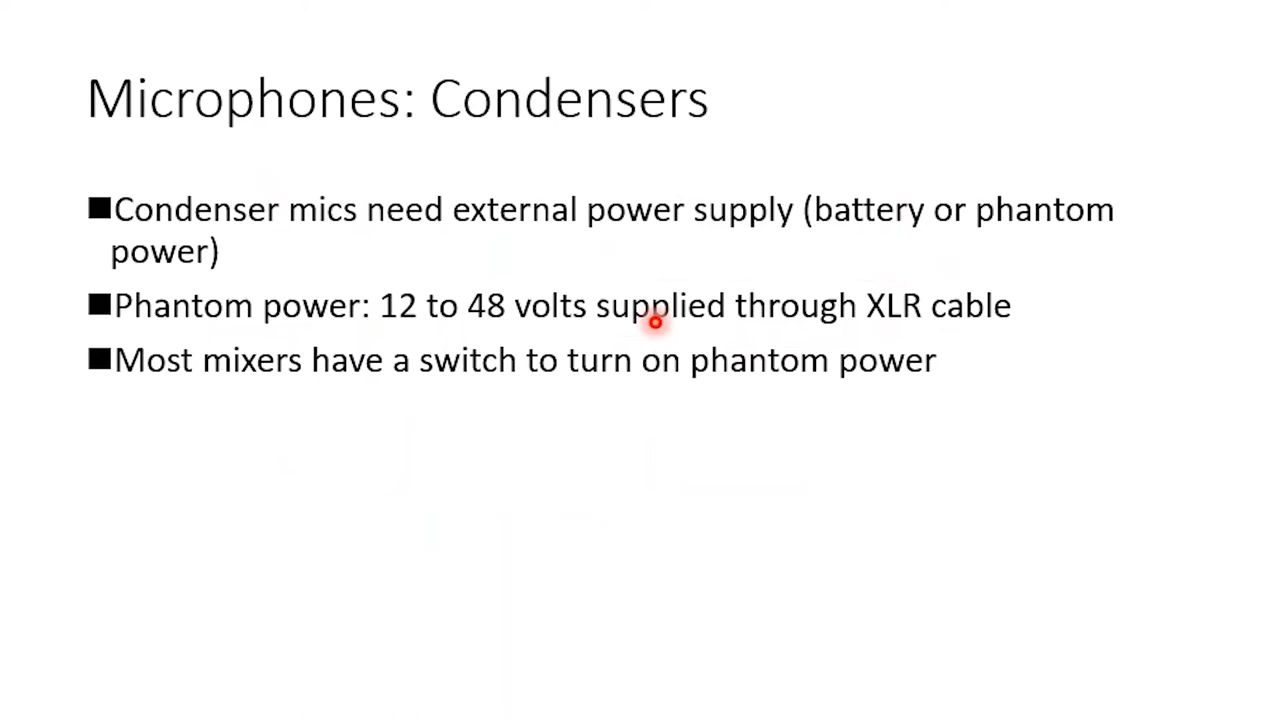 Microphones: Condensers
■Condenser mics need external power supply (battery or phantom
power)
■Phantom power: 12 to 48 volts supplied through XLR cable
■Most mixers have a switch to turn on phantom power